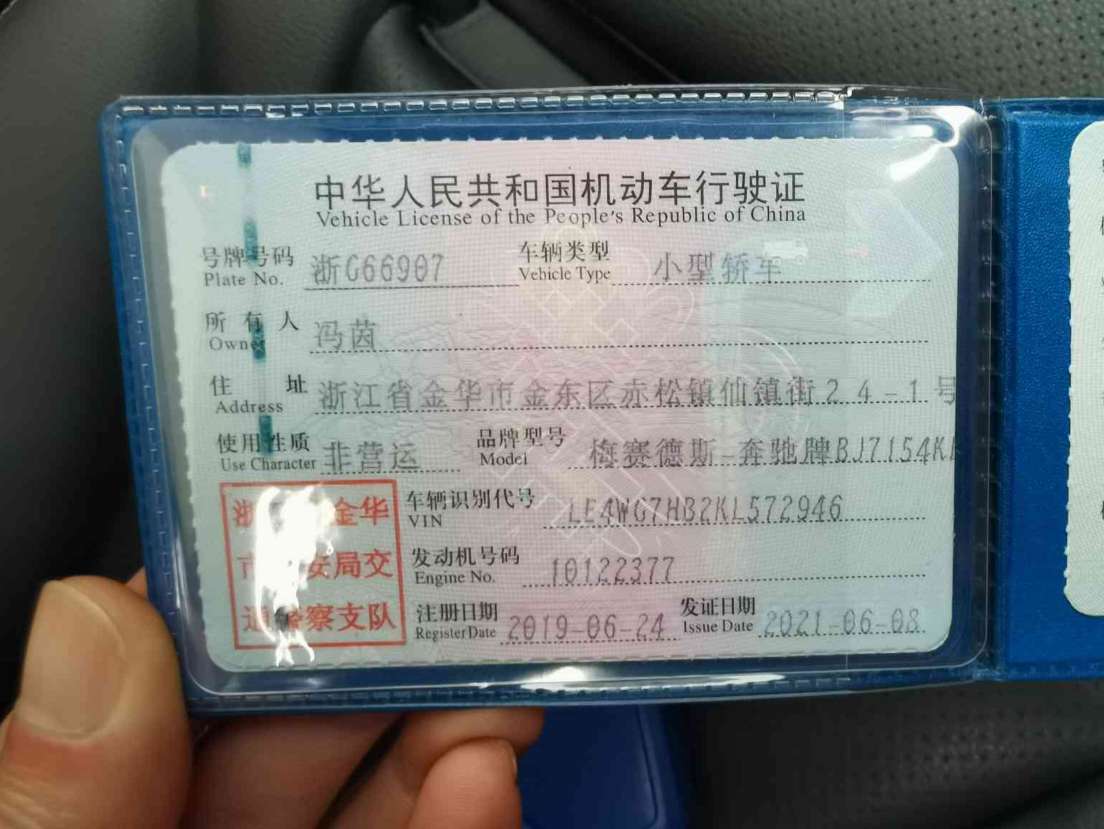 中华人民共和国机动车行驶证
Vehicle License of the People's Republic of China
号牌号码 浙G66907 车辆类型 小型轿车
Plate No. Vehicle Type
所有人 冯茵
Owner
住址 浙江省金华市金东区赤松镇仙镇街24-1号
Address
使用性质 非营运 品牌型号 梅赛德斜-奔驰牌BJ7154K
Use Character Model
浙 金华 车辆识别代号 LE4WG7HB2KL572946
VIN
市 安局交 发动机号码 10122377
Engine No.
通警察支队 注册日期 2019-06-24 发证日期 2021-06-08
Register Date Issue Date